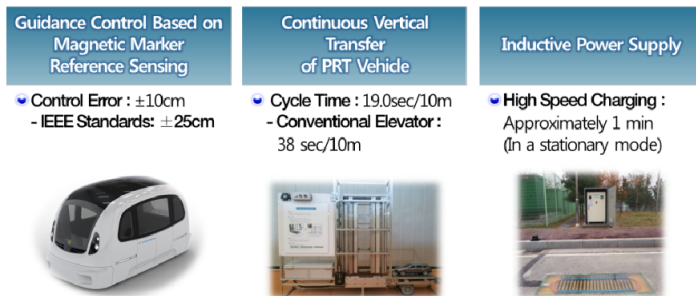 Guidance Control Based on
Magnetic Marker
Reference Sensing
Control Error : ±10cm
- IEEE Standards: ±25cm
Continuous Vertical
Transfer
of PRT Vehicle
Cycle Time : 19.0sec/10m
- Conventional Elevator :
38 sec/10m
Inductive Power Supply
High Speed Charging :
Approximately 1 min
(In a stationary mode)